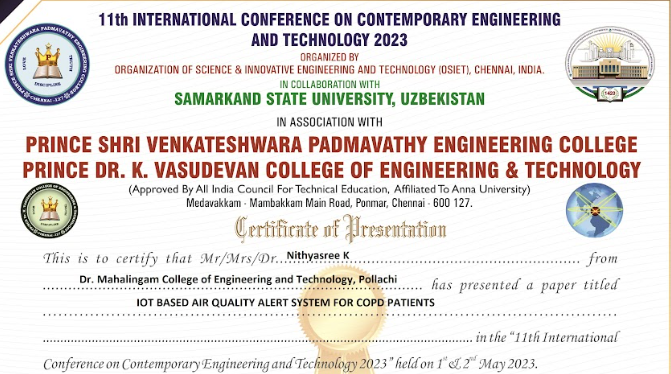 11th INTERNATIONAL CONFERENCE ON CONTEMPORARY ENGINEERING
AND TECHNOLOGY 2023
ORGANIZED BY
ORGANIZATION OF SCIENCE & INNOVATIVE ENGINEERING AND TECHNOLOGY (OSIET), CHENNAI, INDIA.
IN COLLABORATION WITH
SAMARKAND STATE UNIVERSITY, UZBEKISTAN
IN ASSOCIATION WITH
PRINCE SHRI VENKATESHWARA PADMAVATHY ENGINEERING COLLEGE
PRINCE DR. K. VASUDEVAN COLLEGE OF ENGINEERING & TECHNOLOGY
(Approved By All India Council For Technical Education, Affiliated To Anna University)
Medavakkam - Mambakkam Main Road, Ponmar, Chennai - 600 127.
Certificate of Presentation
This is to certify that Mr/Mrs/Dr. Nithyasree K from
Dr. Mahalingam College of Engineering and Technology, Pollachi has presented a paper titled
IOT BASED AIR QUALITY ALERT SYSTEM FOR COPD PATIENTS
in the "11th International
Conference on Contemporary Engineering and Technology 2023" held on 1st & 2nd May 2023.